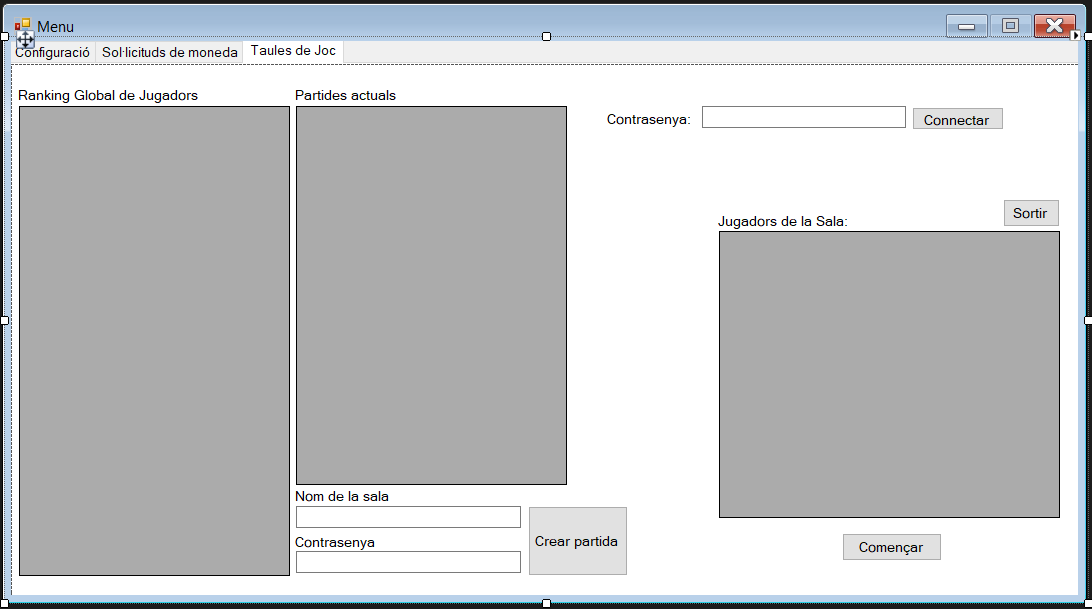 Menu
Configuració Sol·licituds de moneda Taules de Joc
Ranking Global de Jugadors
Partides actuals
Contrasenya:
Connectar
Sortir
Jugadors de la Sala:
Nom de la sala
Contrasenya
Crear partida
Començar